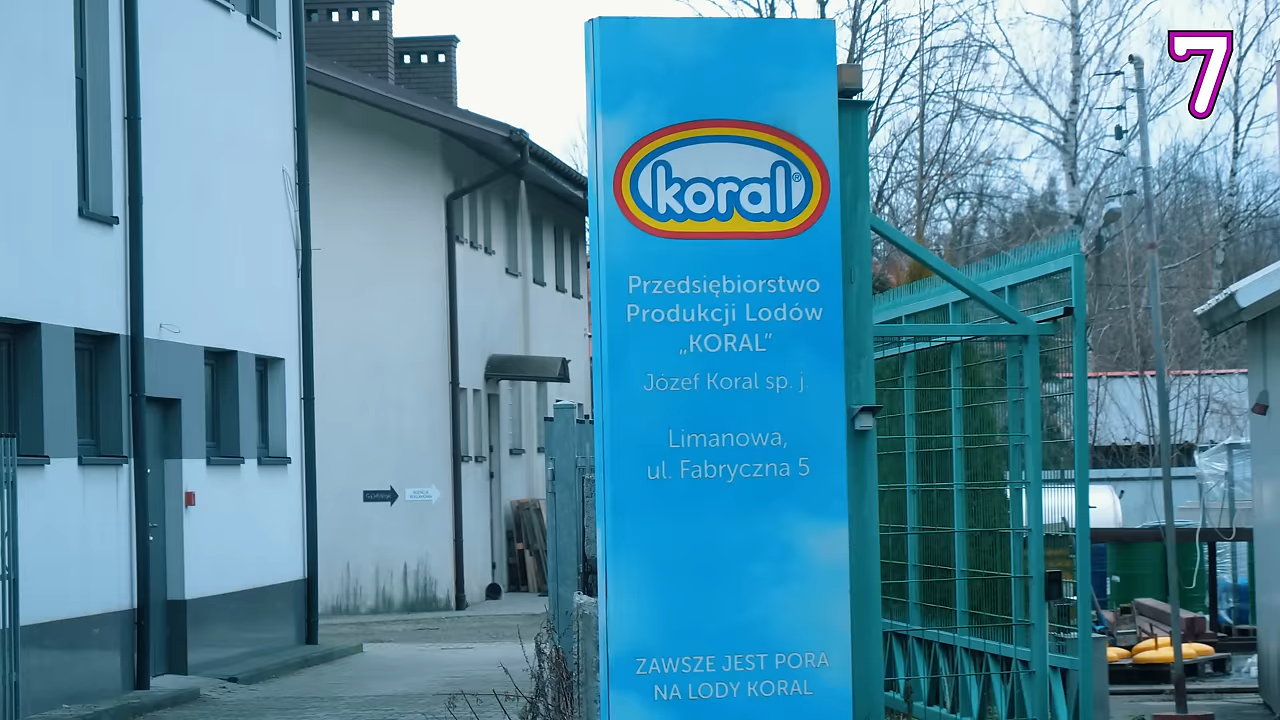 7
koral®
Przedsiębiorstwo
Produkcji Lodów
„KORAL”
Józef Koral sp. j.
Limanowa,
ul. Fabryczna 5
ZAWSZE JEST PORA
NA LODY KORAL